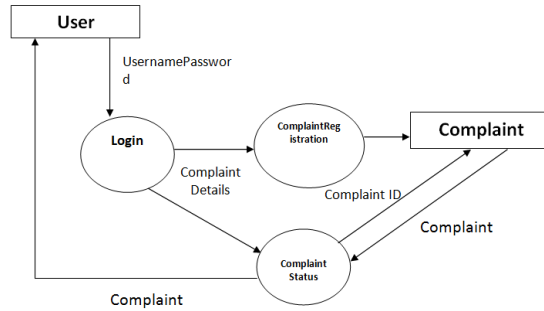 User
UsernamePasswor
d
Login
ComplaintReg
istration
Complaint
Complaint
Details
Complaint ID
Complaint
Complaint
Status
Complaint